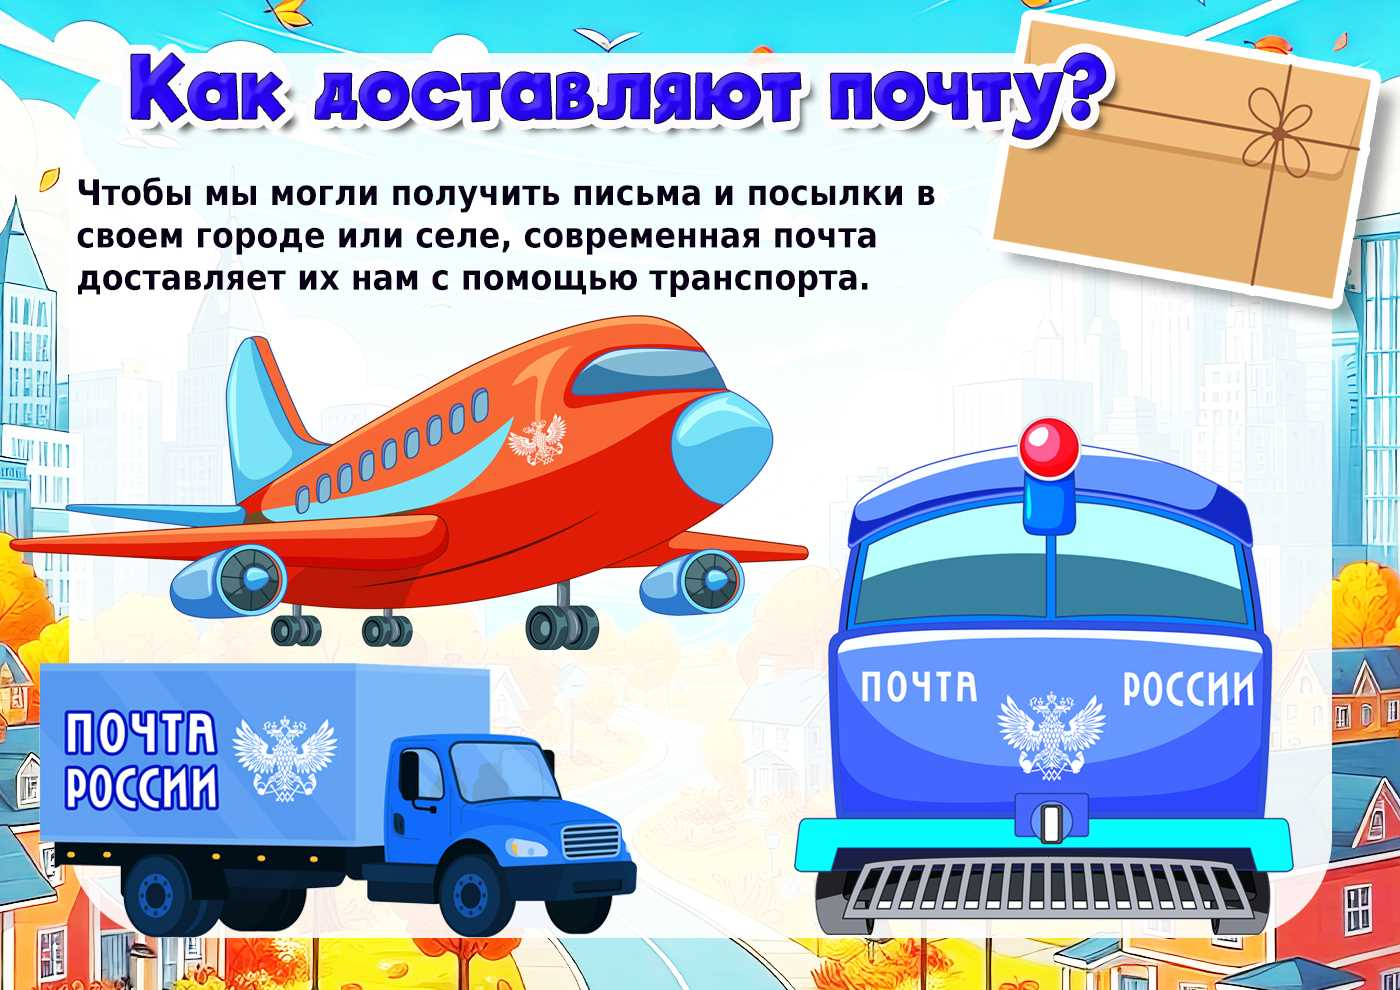 Как доставляют почту?
Чтобы мы могли получить письма и посылки в
своем городе или селе, современная почта
доставляет их нам с помощью транспорта.
ПОЧТА РОССИИ
ПОЧТА
РОССИИ